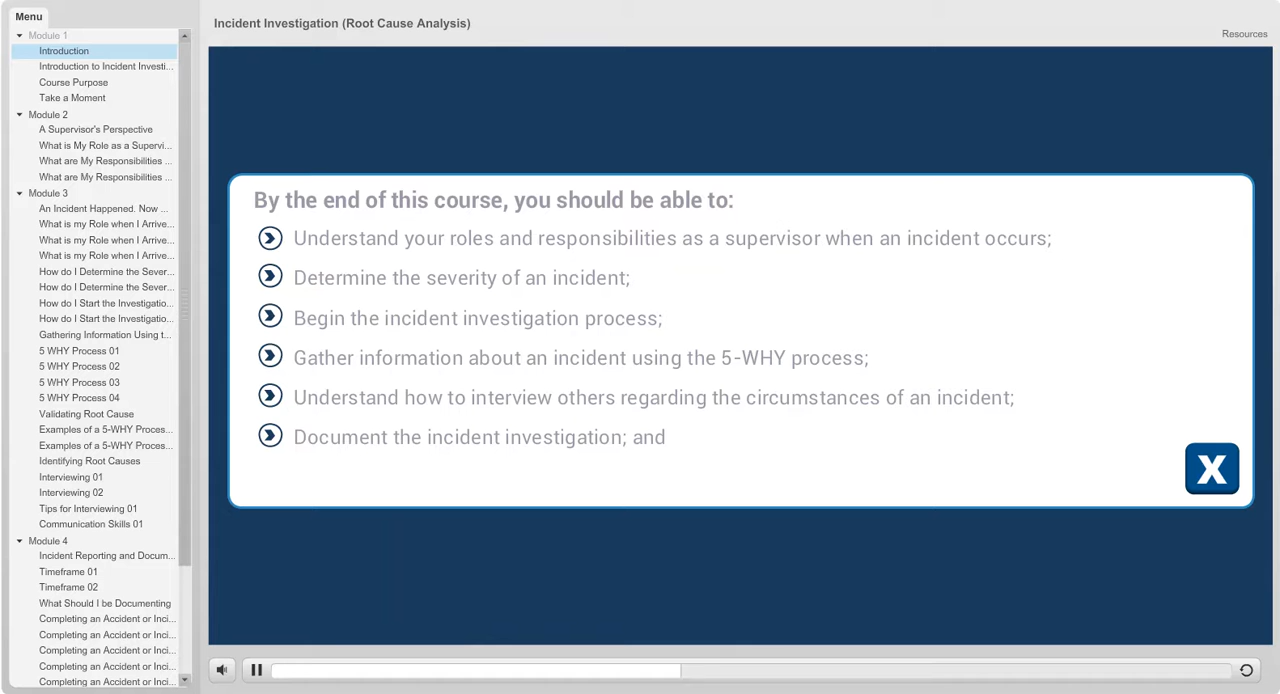 Menu
Incident Investigation (Root Cause Analysis)
Resources
Module 1
Introduction
Introduction to Incident Investi...
Course Purpose
Take a Moment
Module 2
A Supervisor's Perspective
What is My Role as a Supervi...
What are My Responsibilities ...
What are My Responsibilities ...
Module 3
An Incident Happened. Now ...
What is my Role when I Arrive...
What is my Role when I Arrive...
What is my Role when I Arrive...
How do I Determine the Sever...
How do I Determine the Sever...
How do I Start the Investigatio...
How do I Start the Investigatio...
Gathering Information Using t...
5 WHY Process 01
5 WHY Process 02
5 WHY Process 03
5 WHY Process 04
Validating Root Cause
Examples of a 5-WHY Proces...
Examples of a 5-WHY Proces...
Identifying Root Causes
Interviewing 01
Interviewing 02
Tips for Interviewing 01
Communication Skills 01
Module 4
Incident Reporting and Docum...
Timeframe 01
Timeframe 02
What Should I be Documenting
Completing an Accident or Inci...
Completing an Accident or Inci...
Completing an Accident or Inci...
Completing an Accident or Inci...
Completing an Accident or Inci...
By the end of this course, you should be able to:
Understand your roles and responsibilities as a supervisor when an incident occurs;
Determine the severity of an incident;
Begin the incident investigation process;
Gather information about an incident using the 5-WHY process;
Understand how to interview others regarding the circumstances of an incident;
Document the incident investigation; and
X